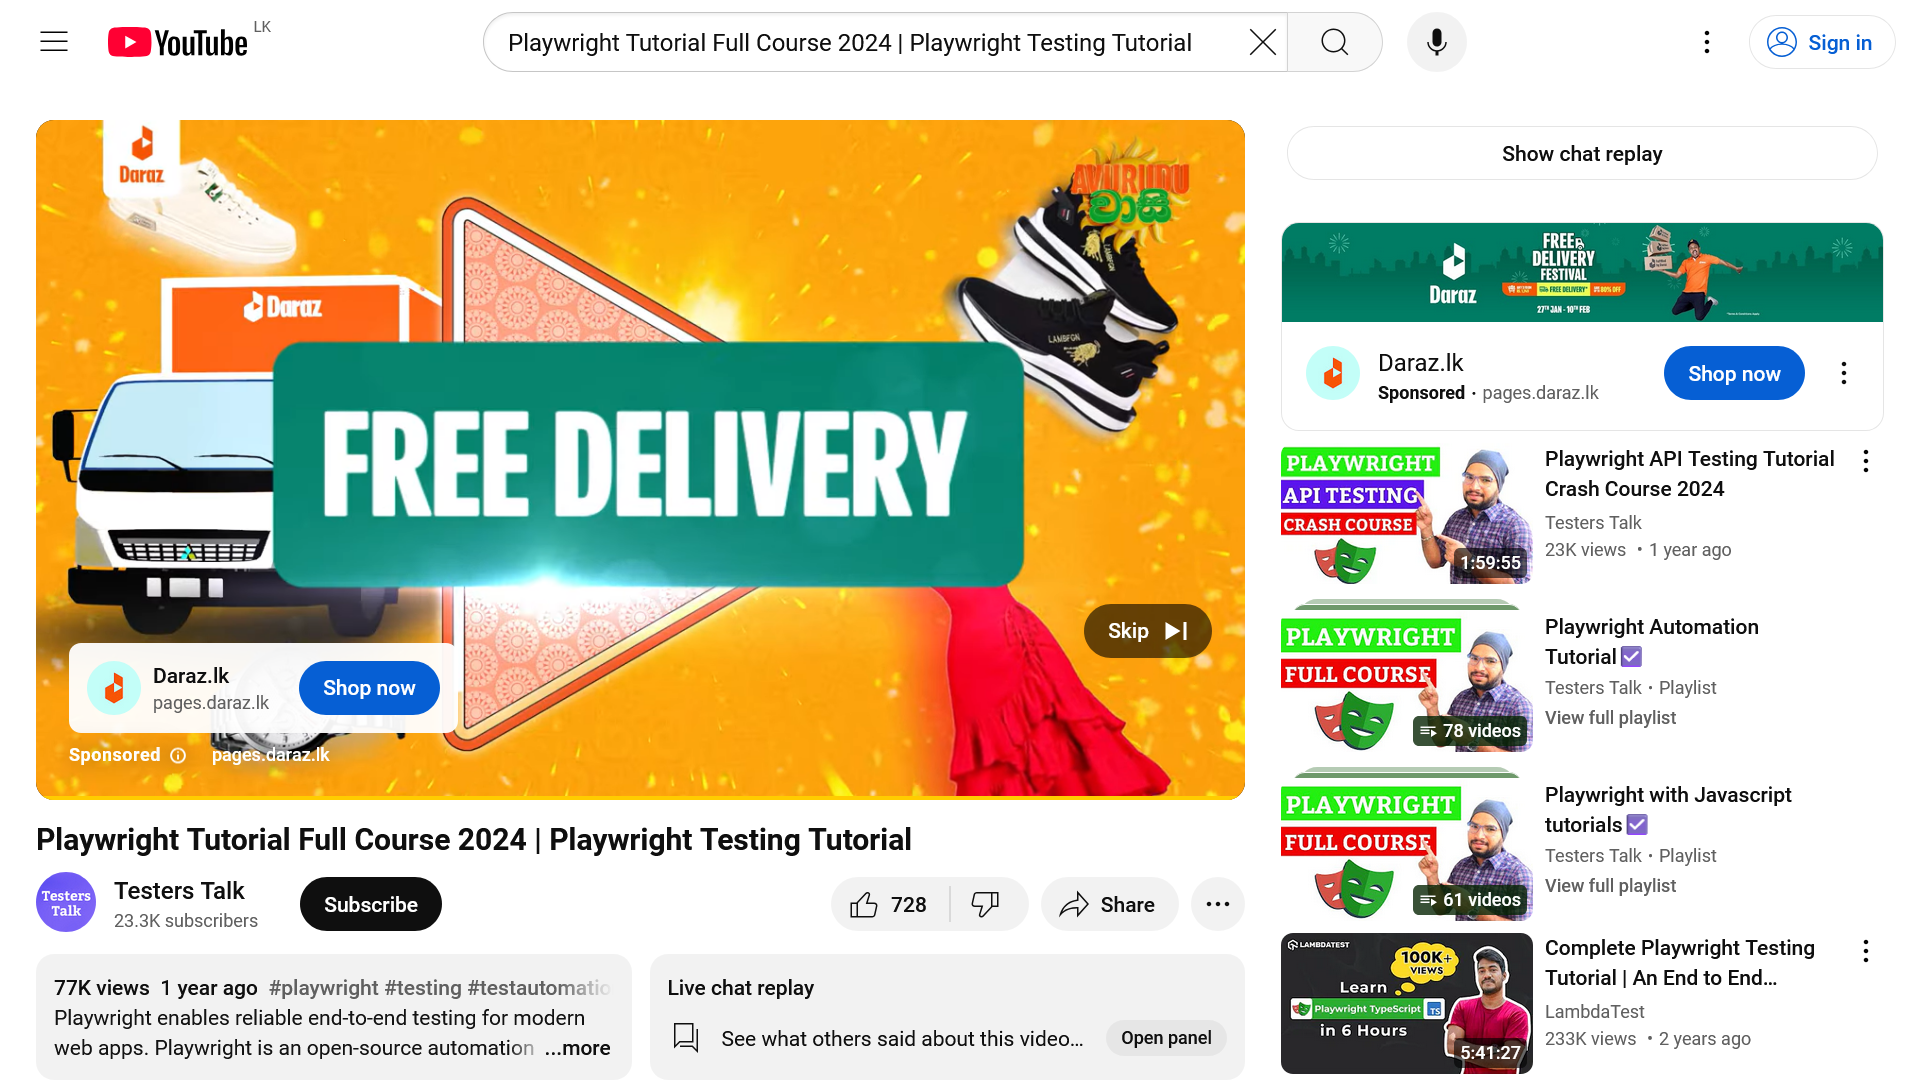 YouTube
LK
Playwright Tutorial Full Course 2024 | Playwright Testing Tutorial
Sign in
Daraz
AWURUDU
වාසි
Daraz
LAMBFGN
LAMBFGN
FREE DELIVERY
Skip
Daraz.lk
pages.daraz.lk
Shop now
Sponsored
pages.daraz.lk
Playwright Tutorial Full Course 2024 | Playwright Testing Tutorial
Testers
Talk
Testers Talk
23.3K subscribers
Subscribe
728
Share
77K views 1 year ago #playwright #testing #testautomatio
Playwright enables reliable end-to-end testing for modern
web apps. Playwright is an open-source automation ...more
Live chat replay
See what others said about this video...
Open panel
Show chat replay
Daraz
FREE
DELIVERY
FESTIVAL
FREE DELIVERY*
80% OFF
27TH JAN - 10TH FEB
Daraz.lk
Sponsored · pages.daraz.lk
Shop now
PLAYWRIGHT
API TESTING
CRASH COURSE
1:59:55
Playwright API Testing Tutorial
Crash Course 2024
Testers Talk
23K views • 1 year ago
PLAYWRIGHT
FULL COURSE
78 videos
Playwright Automation
Tutorial☑️
Testers Talk • Playlist
View full playlist
PLAYWRIGHT
FULL COURSE
61 videos
Playwright with Javascript
tutorials☑️
Testers Talk • Playlist
View full playlist
LAMBDATEST
100K+
VIEWS
Learn
Playwright TypeScript TS
in 6 Hours
5:41:27
Complete Playwright Testing
Tutorial | An End to End...
LambdaTest
233K views • 2 years ago